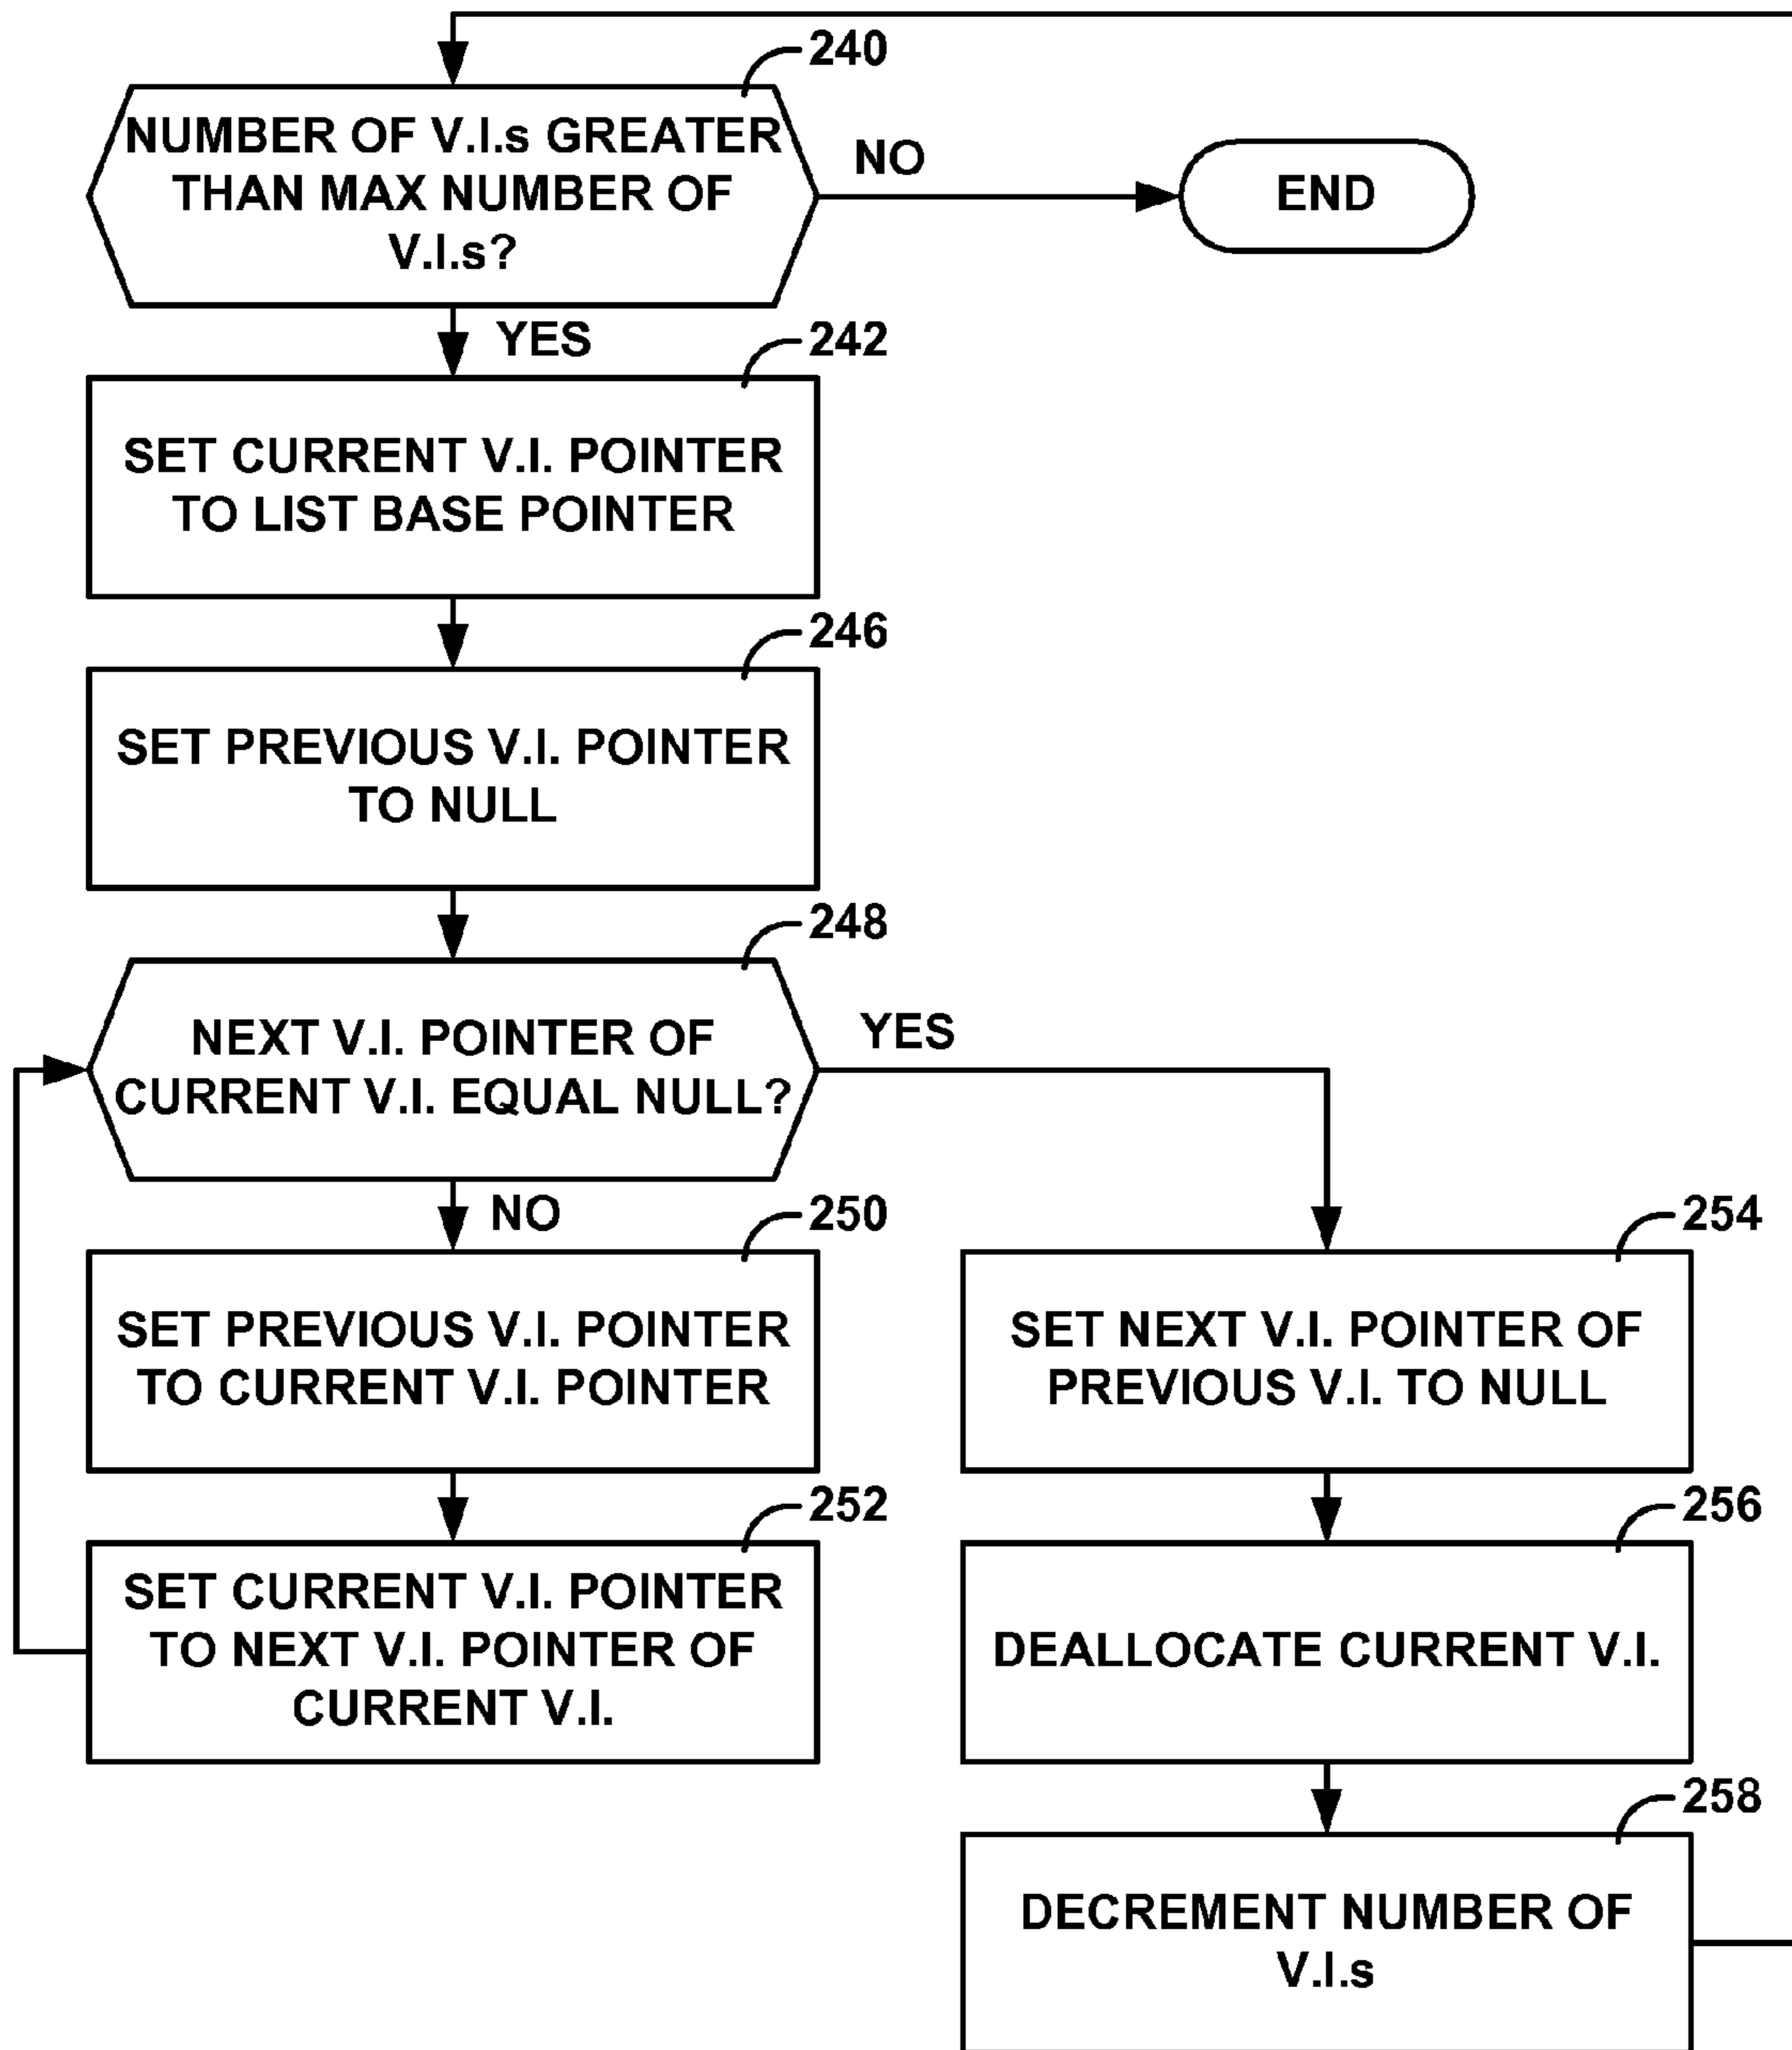 240
NUMBER OF V.I.s GREATER
THAN MAX NUMBER OF
V.I.s?
NO
END
YES
242
SET CURRENT V.I. POINTER
TO LIST BASE POINTER
246
SET PREVIOUS V.I. POINTER
TO NULL
248
NEXT V.I. POINTER OF
CURRENT V.I. EQUAL NULL?
YES
NO
250
SET PREVIOUS V.I. POINTER
TO CURRENT V.I. POINTER
254
SET NEXT V.I. POINTER OF
PREVIOUS V.I. TO NULL
252
SET CURRENT V.I. POINTER
TO NEXT V.I. POINTER OF
CURRENT V.I.
256
DEALLOCATE CURRENT V.I.
258
DECREMENT NUMBER OF
V.I.s